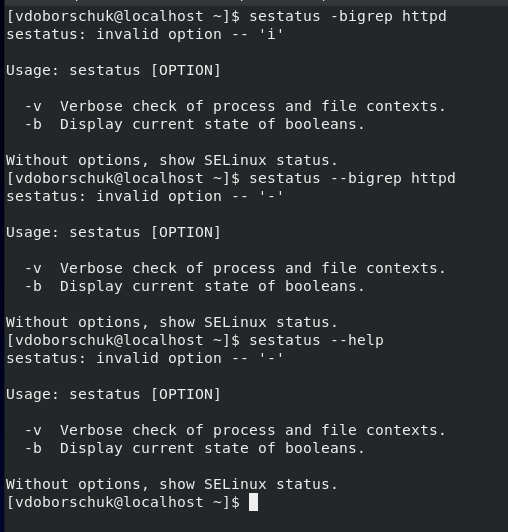 [vdoborschuk@localhost ~]$ sestatus -bigrep httpd
sestatus: invalid option -- 'i'

Usage: sestatus [OPTION]

  -v  Verbose check of process and file contexts.
  -b  Display current state of booleans.

Without options, show SELinux status.
[vdoborschuk@localhost ~]$ sestatus --bigrep httpd
sestatus: invalid option -- '-'

Usage: sestatus [OPTION]

  -v  Verbose check of process and file contexts.
  -b  Display current state of booleans.

Without options, show SELinux status.
[vdoborschuk@localhost ~]$ sestatus --help
sestatus: invalid option -- '-'

Usage: sestatus [OPTION]

  -v  Verbose check of process and file contexts.
  -b  Display current state of booleans.

Without options, show SELinux status.
[vdoborschuk@localhost ~]$